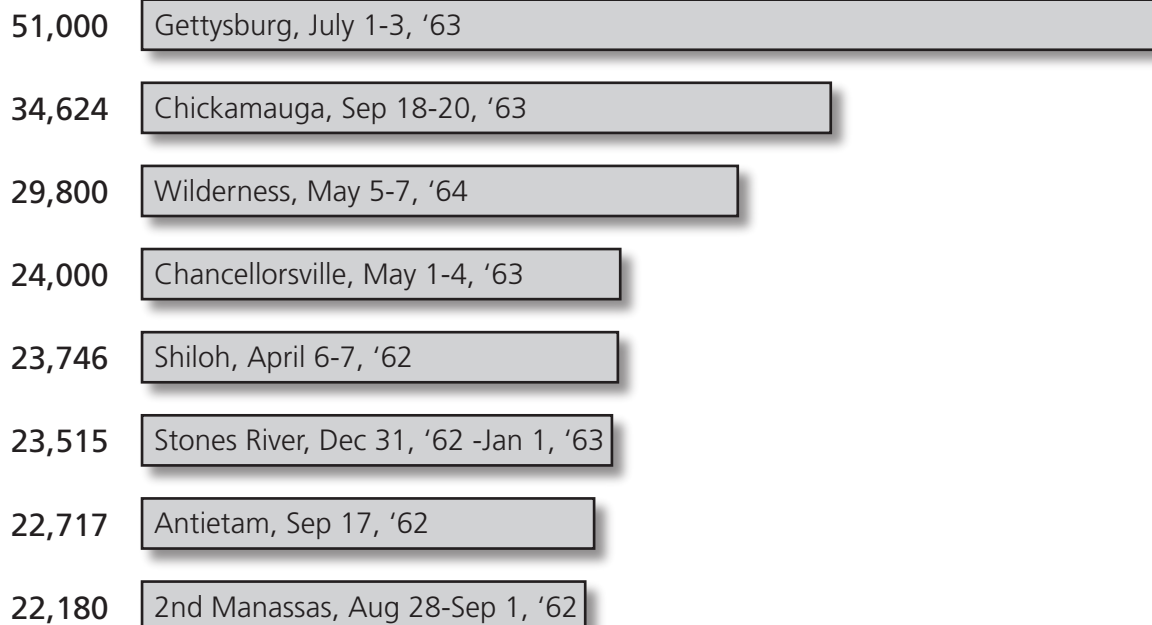 51,000 Gettysburg, July 1-3, ‘63
34,624 Chickamauga, Sep 18-20, ‘63
29,800 Wilderness, May 5-7, ‘64
24,000 Chancellorsville, May 1-4, ‘63
23,746 Shiloh, April 6-7, ‘62
23,515 Stones River, Dec 31, ‘62 -Jan 1, ‘63
22,717 Antietam, Sep 17, ‘62
22,180 2nd Manassas, Aug 28-Sep 1, ‘62